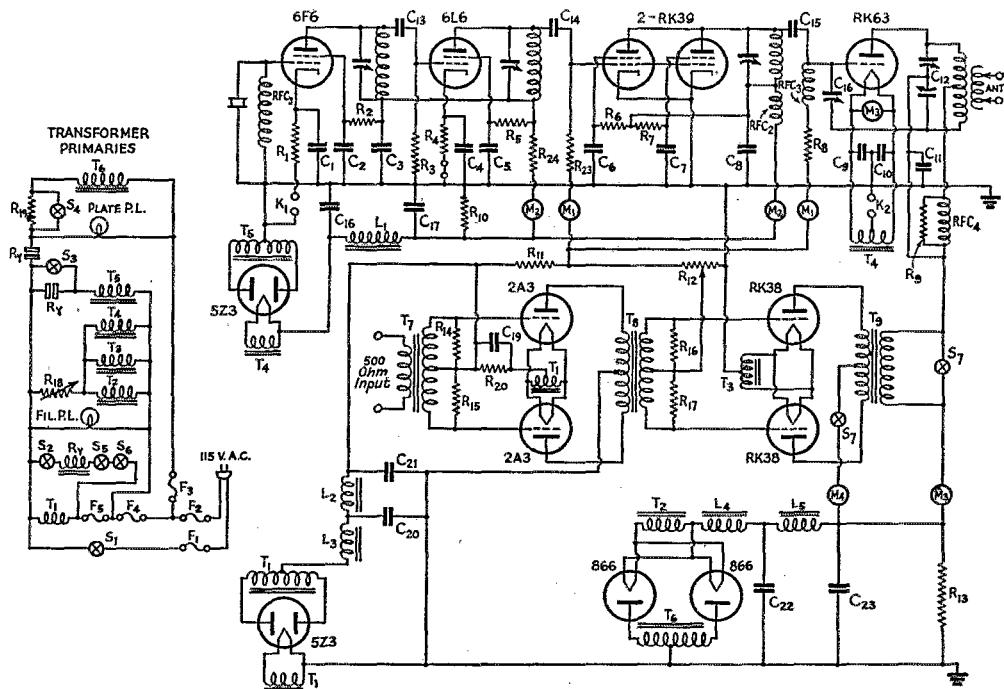 6F6
C13
6L6
C14
2-RK39
C15
RK63
RFC3
R2
R1
C1
C2
C3
R3
R4
C4
C5
R5
R24
R23
C6
R6
R7
C7
C8
RFC2
RFC3
R8
C16
M3
C9
C10
C12
C11
ANT.
K1
C16
L1
C17
R10
M2
M1
M2
M1
K2
T4
R9
RFC4
TRANSFORMER
PRIMARIES
T6
R19
S4
PLATE P.L.
RY
S3
RY
T5
T4
T3
R18
T2
FIL. P.L.
S2
RY
S5
S6
115 V. A.C.
T1
F5
F4
F3
F2
S1
F1
T5
5Z3
T4
R11
R12
2A3
RK38
T7
R14
C19
T8
R16
T9
500
Ohm
Input
R20
T1
T3
R15
R17
S7
S7
2A3
RK38
C21
L2
C20
L3
M4
M3
T2
L4
L5
866
866
T6
C22
C23
R13
T1
5Z3
T1